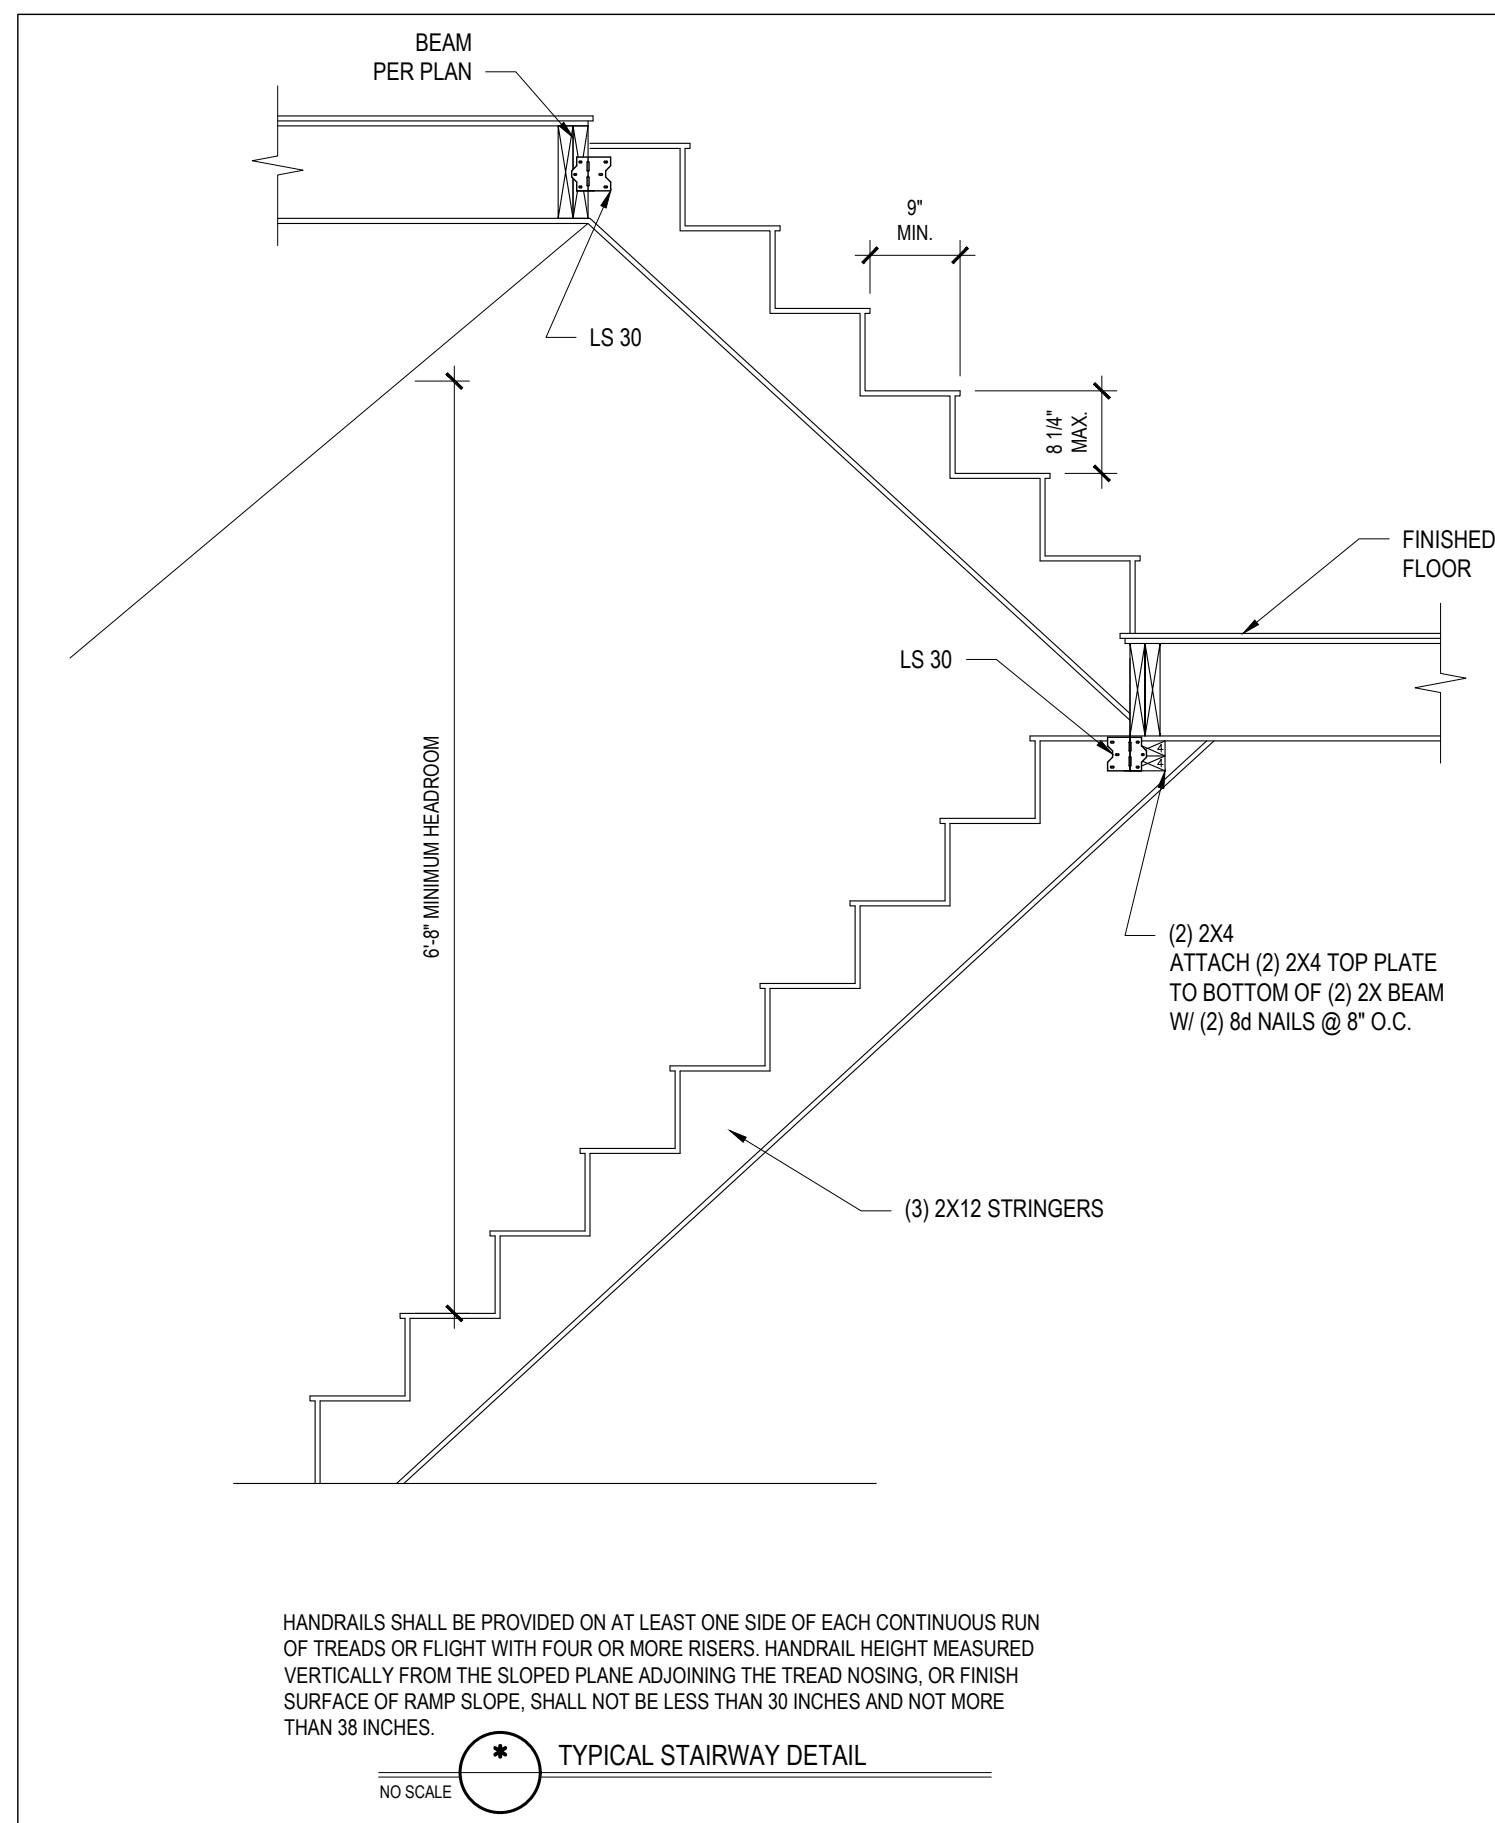 BEAM
PER PLAN
9"
MIN.
LS 30
8 1/4"
MAX.
FINISHED
FLOOR
LS 30
4
4
6'-8" MINIMUM HEADROOM
(2) 2X4
ATTACH (2) 2X4 TOP PLATE
TO BOTTOM OF (2) 2X BEAM
W/ (2) 8d NAILS @ 8" O.C.
(3) 2X12 STRINGERS
HANDRAILS SHALL BE PROVIDED ON AT LEAST ONE SIDE OF EACH CONTINUOUS RUN
OF TREADS OR FLIGHT WITH FOUR OR MORE RISERS. HANDRAIL HEIGHT MEASURED
VERTICALLY FROM THE SLOPED PLANE ADJOINING THE TREAD NOSING, OR FINISH
SURFACE OF RAMP SLOPE, SHALL NOT BE LESS THAN 30 INCHES AND NOT MORE
THAN 38 INCHES.
* TYPICAL STAIRWAY DETAIL
NO SCALE